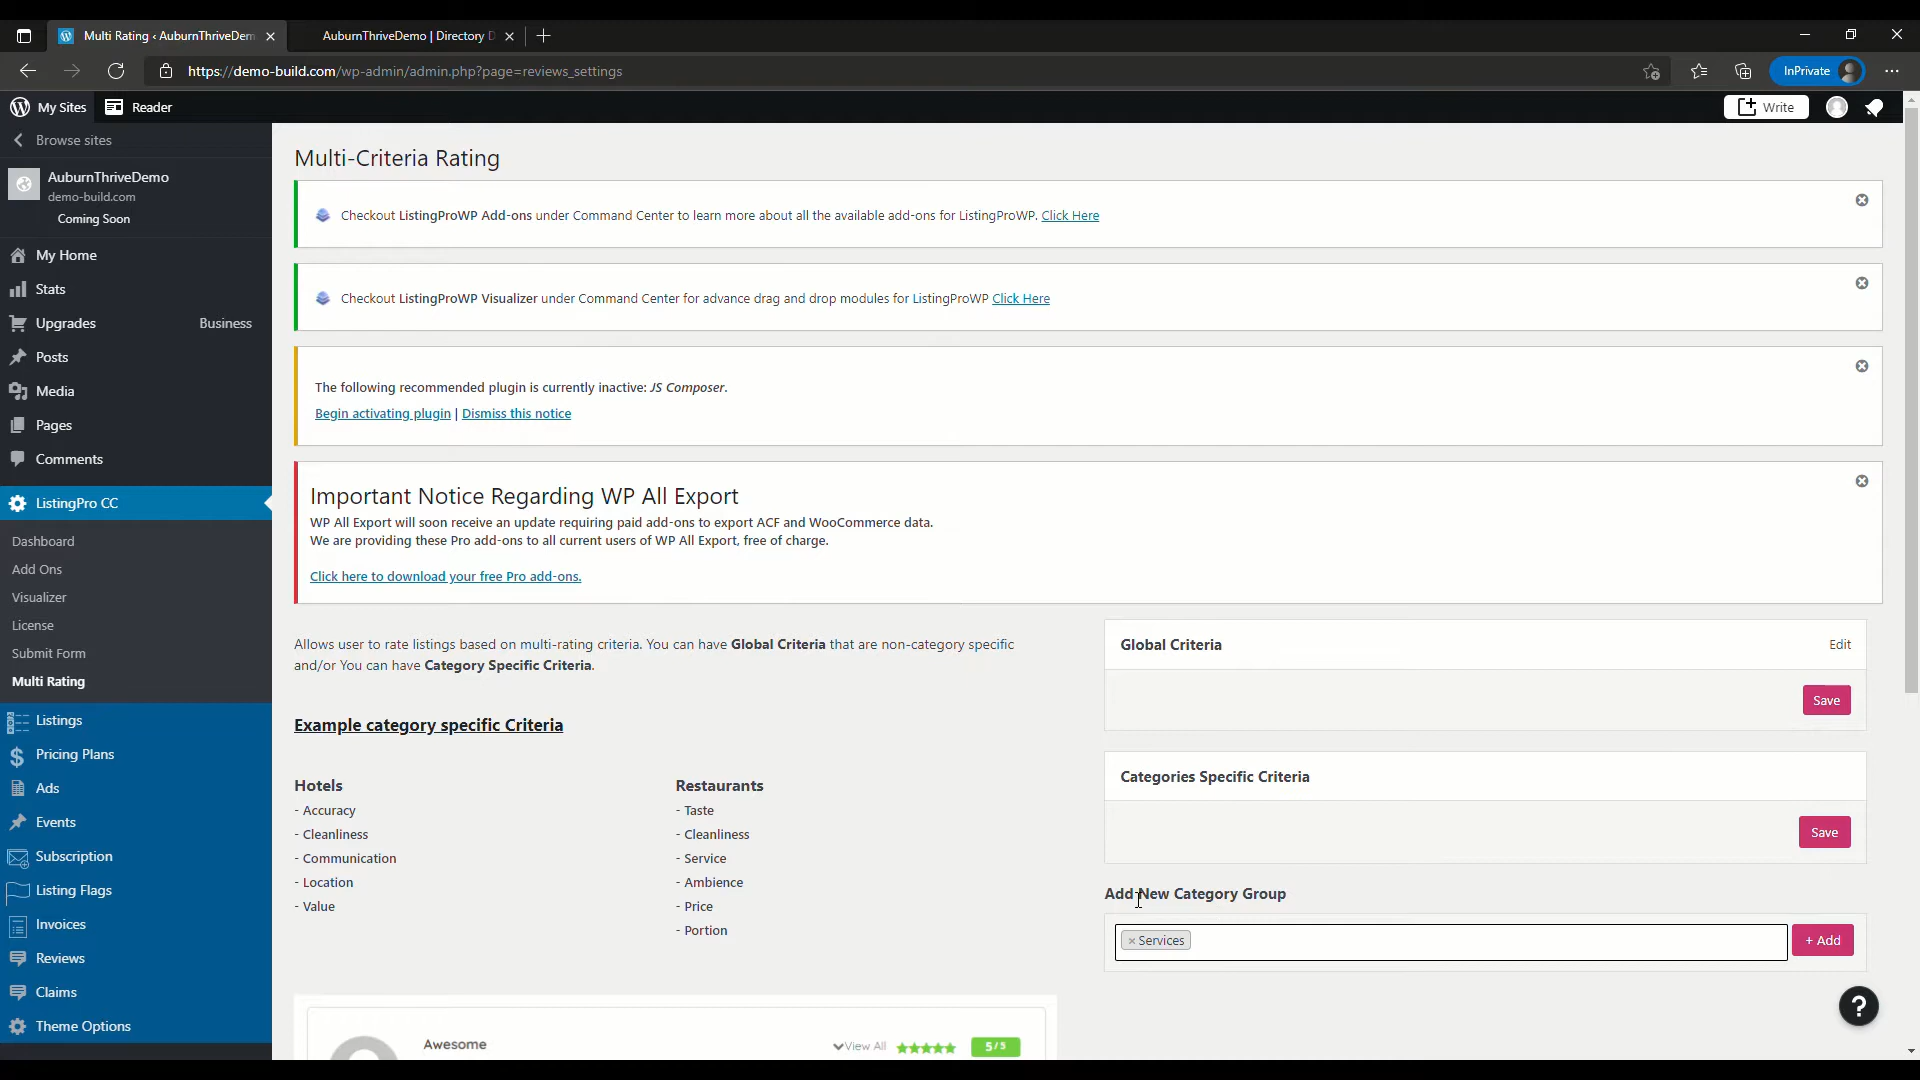 Multi Rating ‹ AuburnThriveDem
AuburnThriveDemo | Directory D
https://demo-build.com/wp-admin/admin.php?page=reviews_settings
InPrivate
My Sites
Reader
Write
Browse sites
AuburnThriveDemo
demo-build.com
Coming Soon
My Home
Stats
Upgrades
Business
Posts
Media
Pages
Comments
ListingPro CC
Dashboard
Add Ons
Visualizer
License
Submit Form
Multi Rating
Listings
Pricing Plans
Ads
Events
Subscription
Listing Flags
Invoices
Reviews
Claims
Theme Options
Multi-Criteria Rating
Checkout ListingProWP Add-ons under Command Center to learn more about all the available add-ons for ListingProWP. Click Here
Checkout ListingProWP Visualizer under Command Center for advance drag and drop modules for ListingProWP Click Here
The following recommended plugin is currently inactive: JS Composer.
Begin activating plugin | Dismiss this notice
Important Notice Regarding WP All Export
WP All Export will soon receive an update requiring paid add-ons to export ACF and WooCommerce data.
We are providing these Pro add-ons to all current users of WP All Export, free of charge.
Click here to download your free Pro add-ons.
Allows user to rate listings based on multi-rating criteria. You can have Global Criteria that are non-category specific
and/or You can have Category Specific Criteria.
Example category specific Criteria
Hotels
- Accuracy
- Cleanliness
- Communication
- Location
- Value
Restaurants
- Taste
- Cleanliness
- Service
- Ambience
- Price
- Portion
Awesome
View All
5/5
Global Criteria
Edit
Save
Categories Specific Criteria
Save
Add New Category Group
× Services
+ Add
?